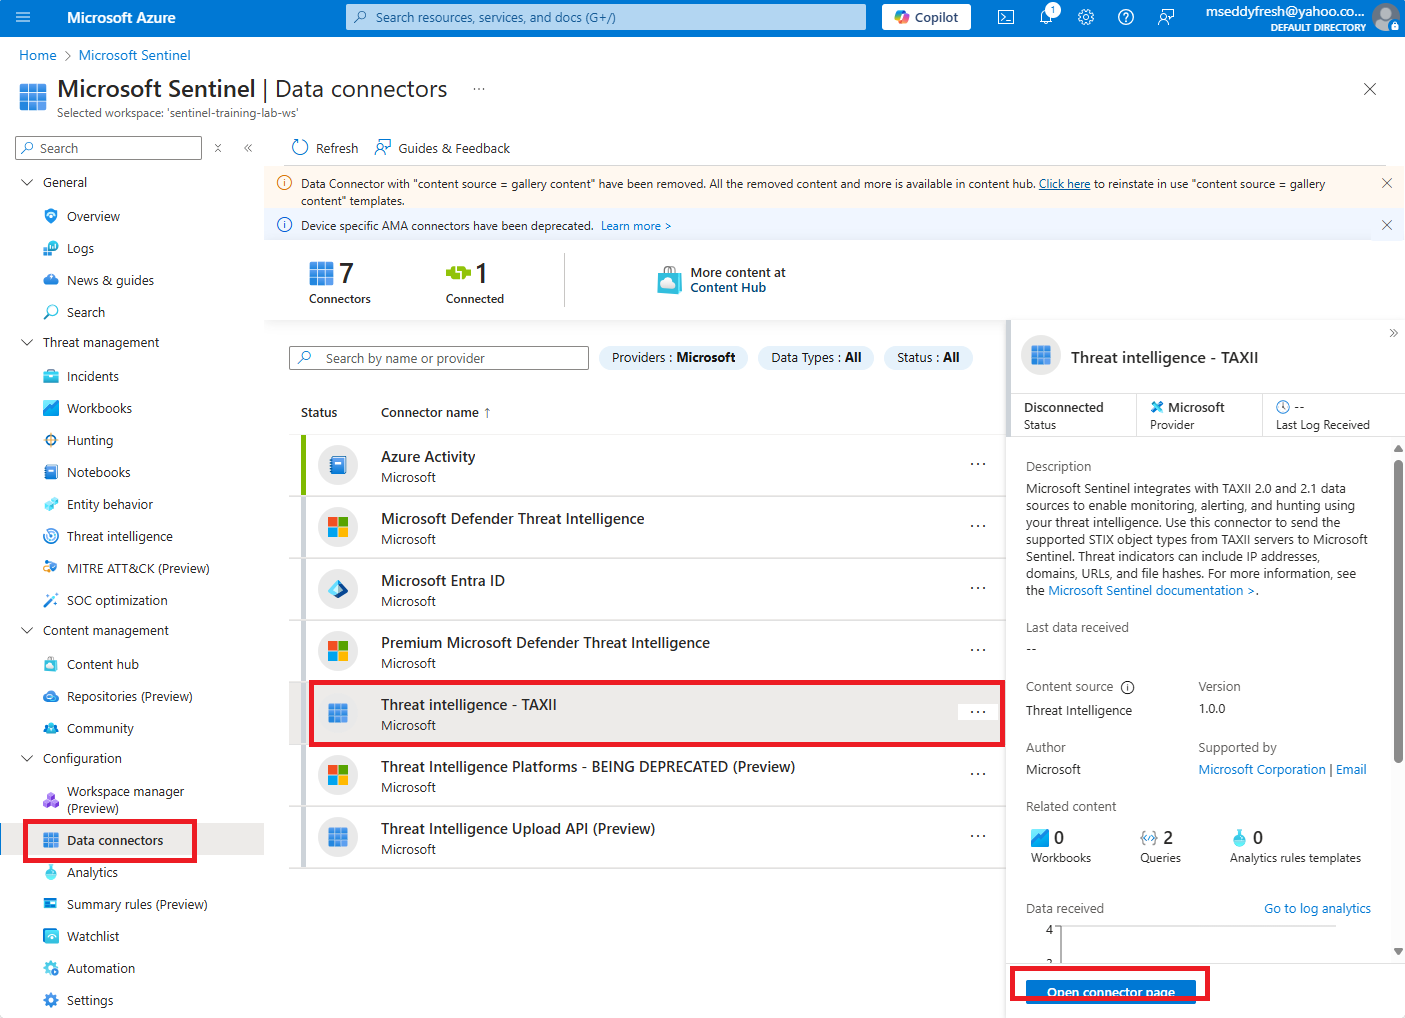 Microsoft Azure
Search resources, services, and docs (G+/)
Copilot
1
mseddyfresh@yahoo.co...
DEFAULT DIRECTORY
Home > Microsoft Sentinel
Microsoft Sentinel | Data connectors ...
Selected workspace: 'sentinel-training-lab-ws'
Search
General
Overview
Logs
News & guides
Search
Threat management
Incidents
Workbooks
Hunting
Notebooks
Entity behavior
Threat intelligence
MITRE ATT&CK (Preview)
SOC optimization
Content management
Content hub
Repositories (Preview)
Community
Configuration
Workspace manager
(Preview)
Data connectors
Analytics
Summary rules (Preview)
Watchlist
Automation
Settings
Refresh
Guides & Feedback
Data Connector with "content source = gallery content" have been removed. All the removed content and more is available in content hub. Click here to reinstate in use "content source = gallery
content" templates.
Device specific AMA connectors have been deprecated. Learn more >
7
Connectors
1
Connected
More content at
Content Hub
Search by name or provider
Providers : Microsoft
Data Types : All
Status : All
Status
Connector name ↑
Azure Activity
Microsoft
Microsoft Defender Threat Intelligence
Microsoft
Microsoft Entra ID
Microsoft
Premium Microsoft Defender Threat Intelligence
Microsoft
Threat intelligence - TAXII
Microsoft
Threat Intelligence Platforms - BEING DEPRECATED (Preview)
Microsoft
Threat Intelligence Upload API (Preview)
Microsoft
Threat intelligence - TAXII
Disconnected
Status
Microsoft
Provider
--
Last Log Received
Description
Microsoft Sentinel integrates with TAXII 2.0 and 2.1 data
sources to enable monitoring, alerting, and hunting using
your threat intelligence. Use this connector to send the
supported STIX object types from TAXII servers to Microsoft
Sentinel. Threat indicators can include IP addresses,
domains, URLs, and file hashes. For more information, see
the Microsoft Sentinel documentation >.
Last data received
--
Content source
Threat Intelligence
Version
1.0.0
Author
Microsoft
Supported by
Microsoft Corporation | Email
Related content
0
Workbooks
2
Queries
0
Analytics rules templates
Data received
Go to log analytics
4
Open connector page